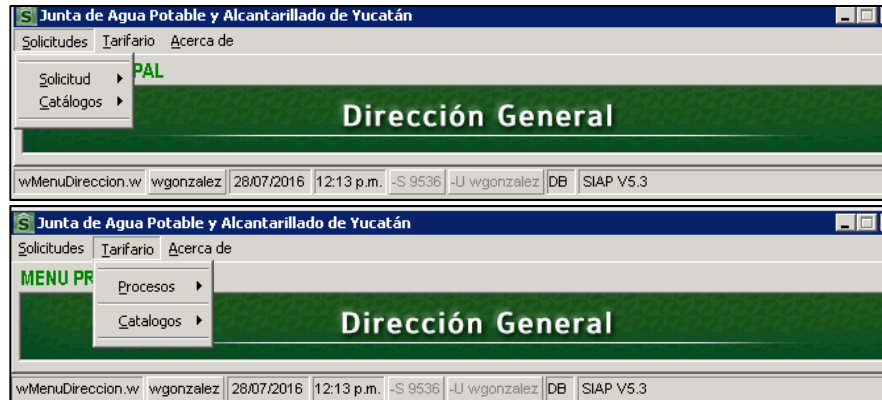 Junta de Agua Potable y Alcantarillado de Yucatán
Solicitudes Tarifario Acerca de
PAL
Solicitud
Catálogos
Dirección General
wMenuDireccion.w wgonzalez 28/07/2016 12:13 p.m. -S 9536 -U wgonzalez DB SIAP V5.3
Junta de Agua Potable y Alcantarillado de Yucatán
Solicitudes Tarifario Acerca de
MENU PR
Procesos
Catalogos
Dirección General
wMenuDireccion.w wgonzalez 28/07/2016 12:13 p.m. -S 9536 -U wgonzalez DB SIAP V5.3